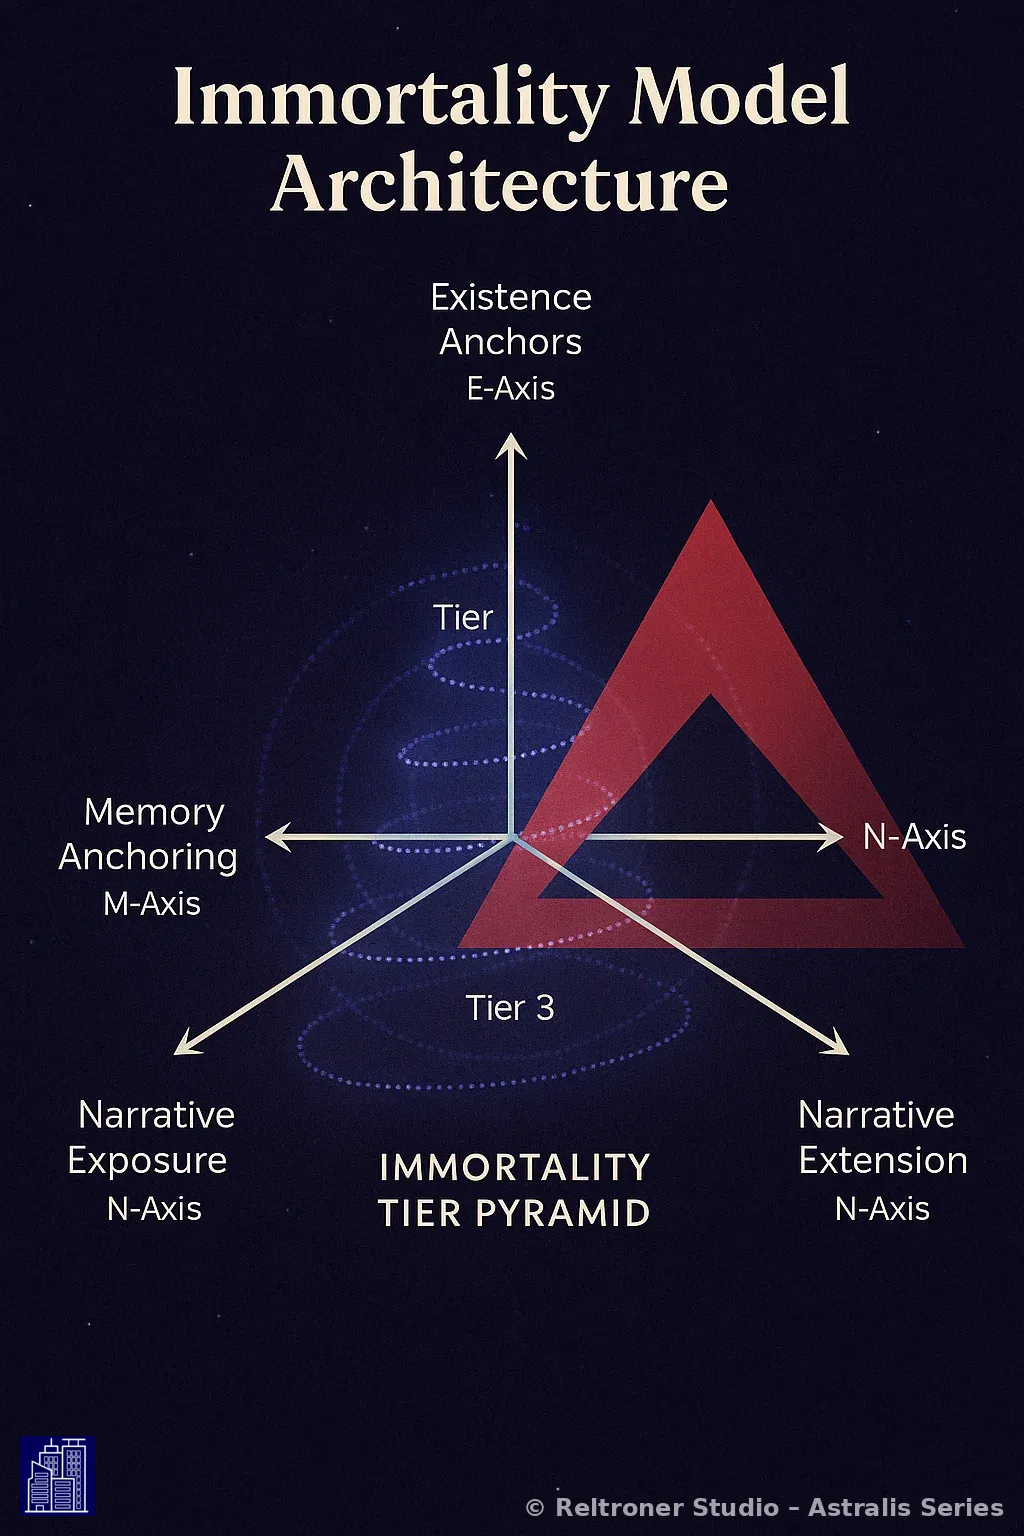 Immortality Model
Architecture
Existence
Anchors
E-Axis
Tier
Memory
Anchoring
M-Axis
N-Axis
Tier 3
Narrative
Exposure
N-Axis
Narrative
Extension
N-Axis
IMMORTALITY
TIER PYRAMID
© Reltroner Studio – Astralis Series